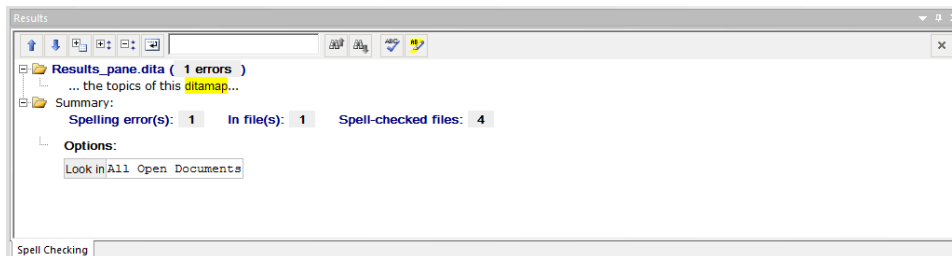 Results
Results_pane.dita ( 1 errors )
... the topics of this ditamap...
Summary:
Spelling error(s): 1 In file(s): 1 Spell-checked files: 4
Options:
Look in All Open Documents
Spell Checking